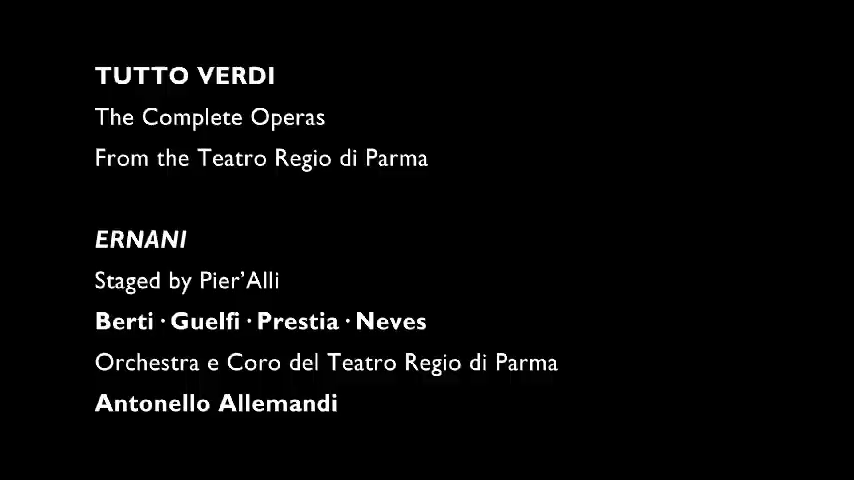 TUTTO VERDI
The Complete Operas
From the Teatro Regio di Parma
ERNANI
Staged by Pier’Alli
Berti · Guelfi · Prestia · Neves
Orchestra e Coro del Teatro Regio di Parma
Antonello Allemandi